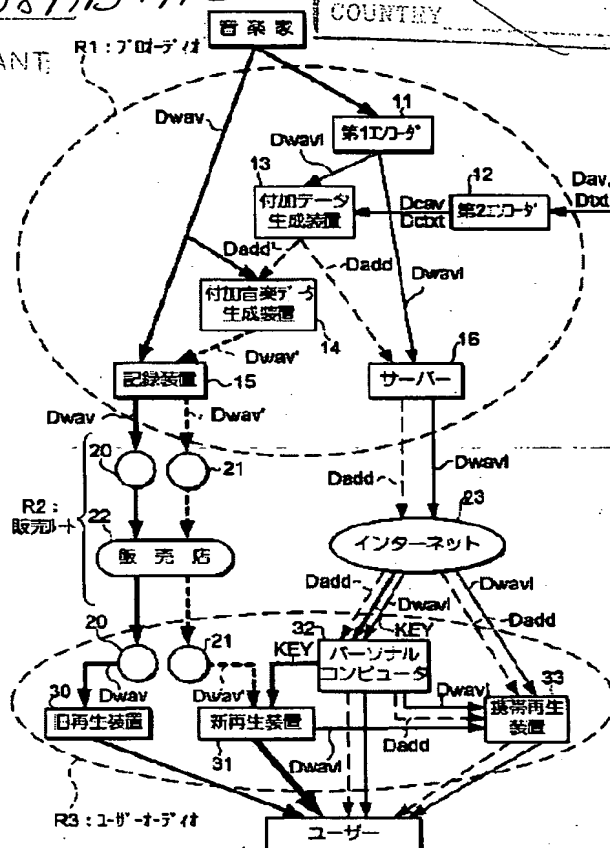 COUNTRY
ANT:
音楽家
R1：プロオーディオ
Dwav
11
第1エンコーダ
Dwavl
13
付加データ
生成装置
12
第2エンコーダ
Dcav
Dctxt
Dav,
Dtxt
Dadd'
Dadd
Dwavl
付加音楽データ
生成装置
14
Dwav'
記録装置
15
16
サーバー
Dwav
Dwav'
20
21
Dadd
Dwavl
R2：
販売ルート
22
販売店
23
インターネット
Dadd
Dwavl
KEY
Dwavl
Dadd
20
21
32
パーソナル
コンピュータ
KEY
33
携帯再生
装置
30
Dwav
Dwav'
旧再生装置
新再生装置
31
Dwavl
Dadd
Dwavl
R3：ユーザーオーディオ
ユーザー